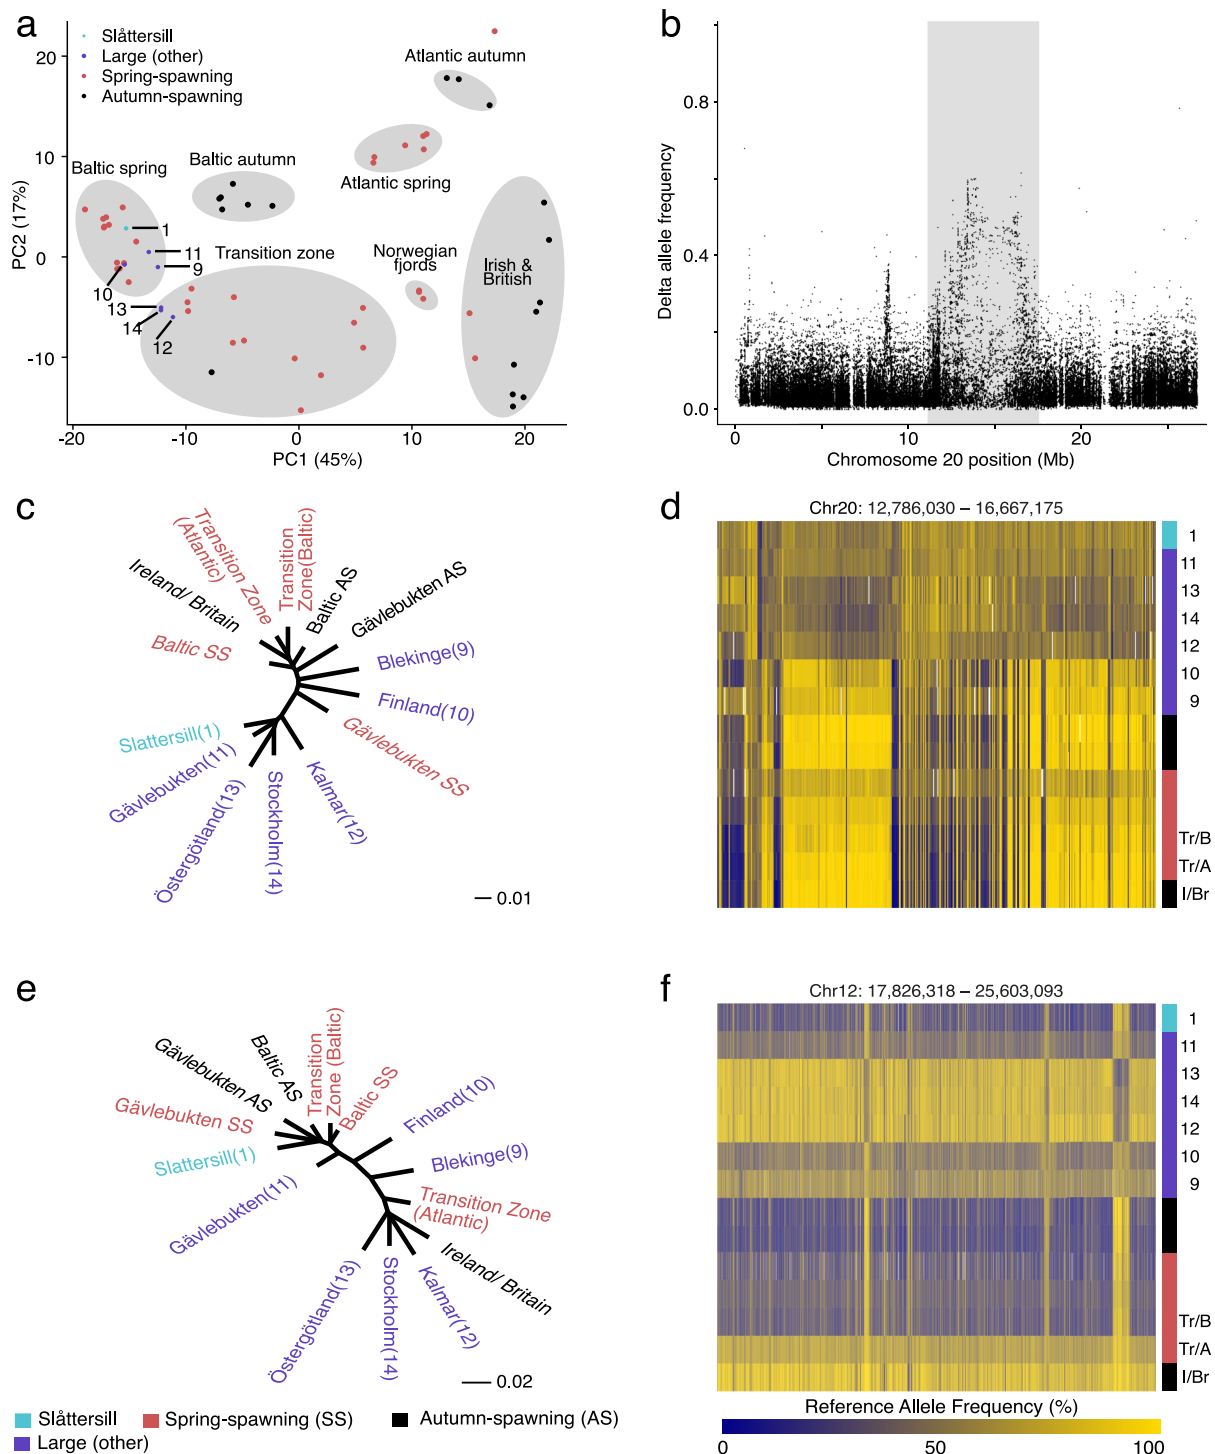 a
Slåttersill
Large (other)
Spring-spawning
Autumn-spawning
Atlantic autumn
Baltic spring
Baltic autumn
Atlantic spring
Transition zone
Norwegian
fjords
Irish &
British
1
11
9
10
13
14
12
20
10
0
-10
PC2 (17%)
-20
-10
0
10
20
PC1 (45%)
b
0.8
0.4
0.0
Delta allele frequency
0
10
20
Chromosome 20 position (Mb)
c
Transition Zone
(Atlantic)
Transition
Zone(Baltic)
Baltic AS
Gävlebukten AS
Ireland/ Britain
Baltic SS
Blekinge(9)
Finland(10)
Gävlebukten SS
Slattersill(1)
Gävlebukten(11)
Östergötland(13)
Stockholm(14)
Kalmar(12)
0.01
d
Chr20: 12,786,030 – 16,667,175
1
11
13
14
12
10
9
Tr/B
Tr/A
I/Br
e
Gävlebukten AS
Baltic AS
Transition
Zone (Baltic)
Baltic SS
Finland(10)
Gävlebukten SS
Slattersill(1)
Blekinge(9)
Gävlebukten(11)
Transition Zone
(Atlantic)
Ireland/ Britain
Östergötland(13)
Stockholm(14)
Kalmar(12)
0.02
f
Chr12: 17,826,318 – 25,603,093
1
11
13
14
12
10
9
Tr/B
Tr/A
I/Br
Slåttersill
Spring-spawning (SS)
Autumn-spawning (AS)
Large (other)
Reference Allele Frequency (%)
0
50
100